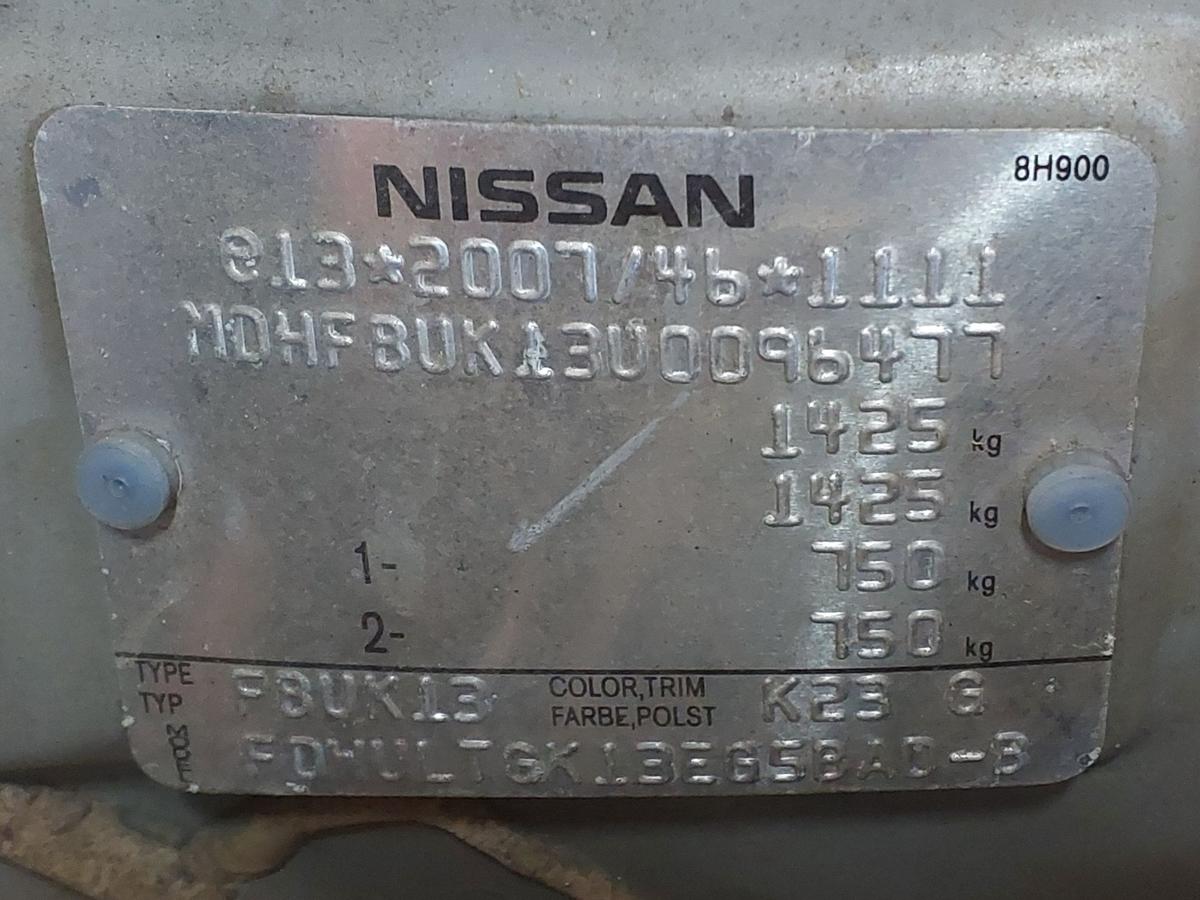 NISSAN 8H900
e13*2007/46*1111
MDHFBUK13U0096477
1425 kg
1425 kg
1- 750 kg
2- 750 kg
TYPE
TYP FBUK13 COLOR,TRIM K23 G
FARBE,POLST